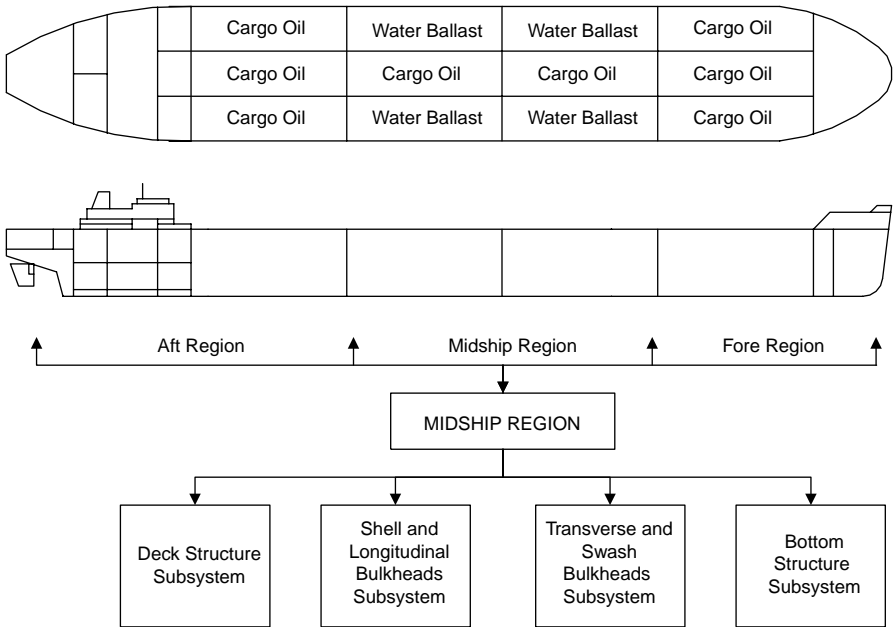 Cargo Oil Water Ballast Water Ballast Cargo Oil
Cargo Oil Cargo Oil Cargo Oil Cargo Oil
Cargo Oil Water Ballast Water Ballast Cargo Oil
Aft Region Midship Region Fore Region
MIDSHIP REGION
Deck Structure
Subsystem
Shell and
Longitudinal
Bulkheads
Subsystem
Transverse and
Swash
Bulkheads
Subsystem
Bottom
Structure
Subsystem